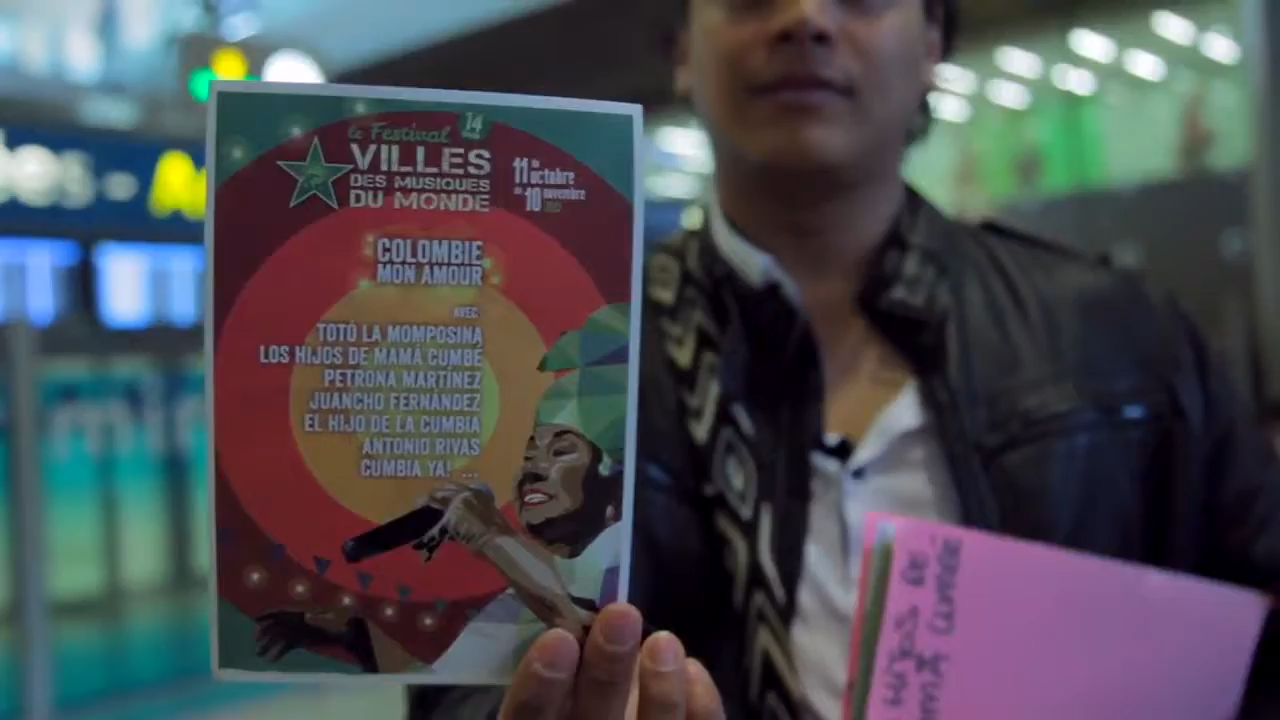 le Festival
14
VILLES
DES MUSIQUES
DU MONDE
11 octobre
10 novembre
COLOMBIE
MON AMOUR
AVEC
TOTÓ LA MOMPOSINA
LOS HIJOS DE MAMÁ CUMBÉ
PETRONA MARTÍNEZ
JUANCHO FERNÁNDEZ
EL HIJO DE LA CUMBIA
ANTONIO RIVAS
CUMBIA YA! ...
HIJOS DE
MAMÁ CUMBÉ